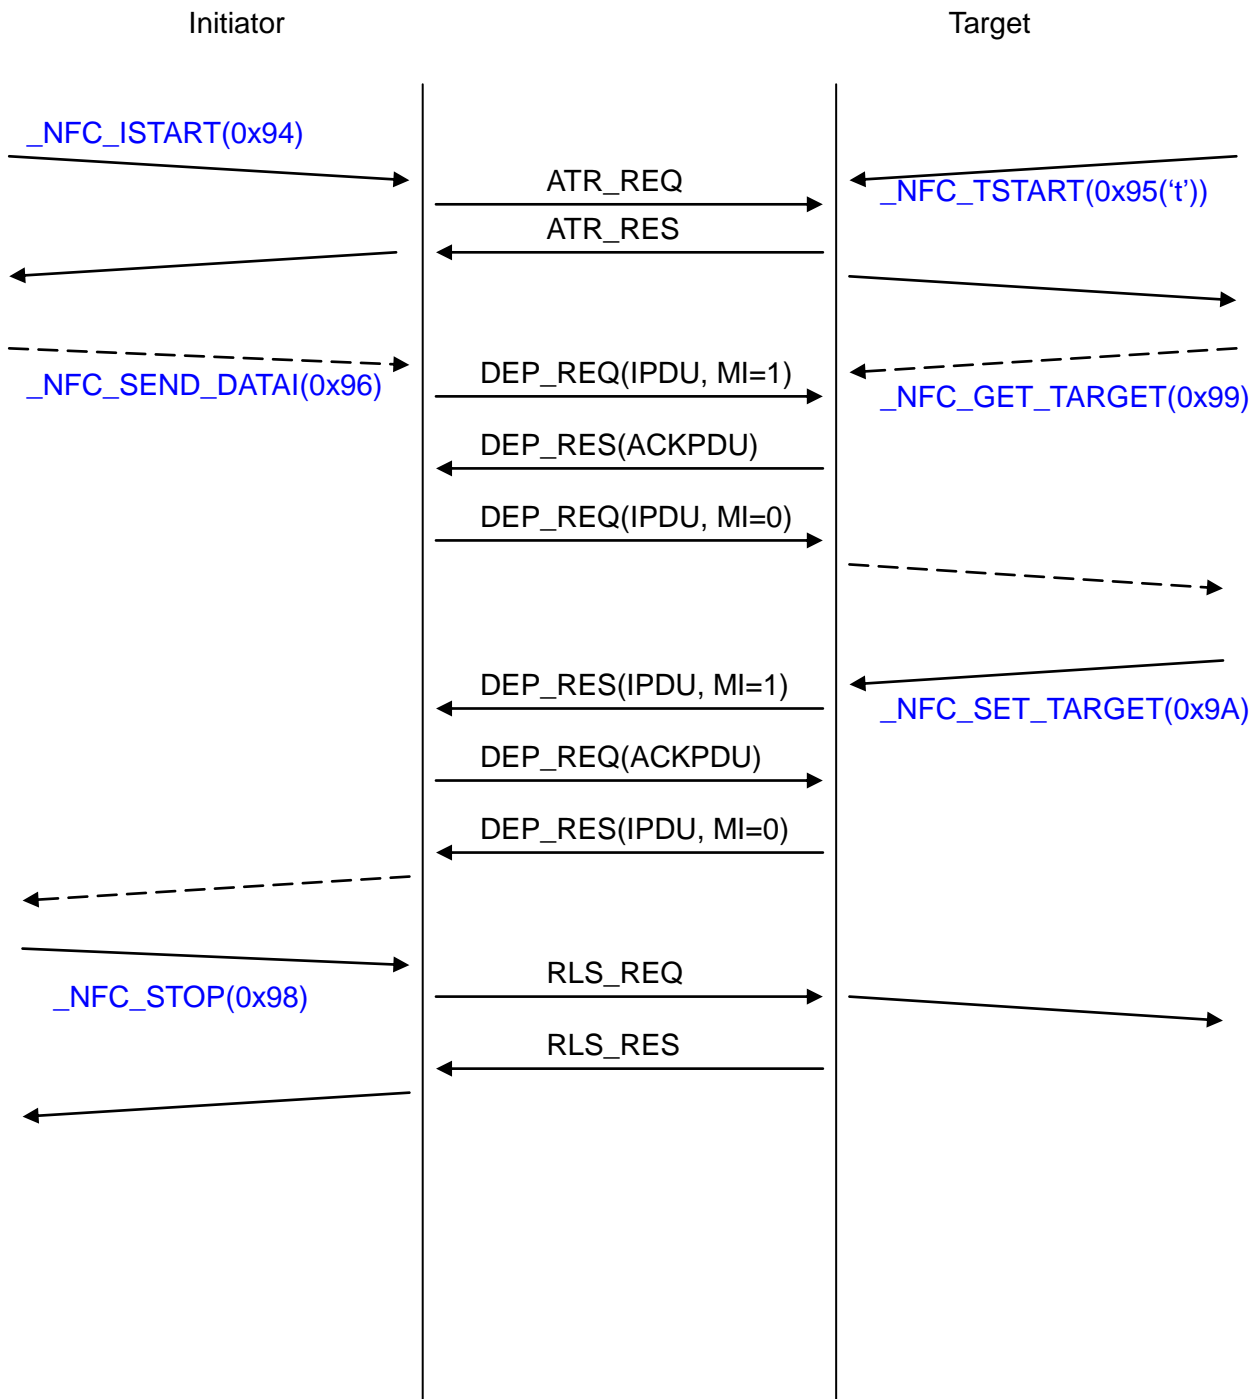 Initiator
Target
_NFC_ISTART(0x94)
ATR_REQ
_NFC_TSTART(0x95(‘t’))
ATR_RES
DEP_REQ(IPDU, MI=1)
_NFC_SEND_DATAI(0x96)
_NFC_GET_TARGET(0x99)
DEP_RES(ACKPDU)
DEP_REQ(IPDU, MI=0)
DEP_RES(IPDU, MI=1)
_NFC_SET_TARGET(0x9A)
DEP_REQ(ACKPDU)
DEP_RES(IPDU, MI=0)
RLS_REQ
_NFC_STOP(0x98)
RLS_RES